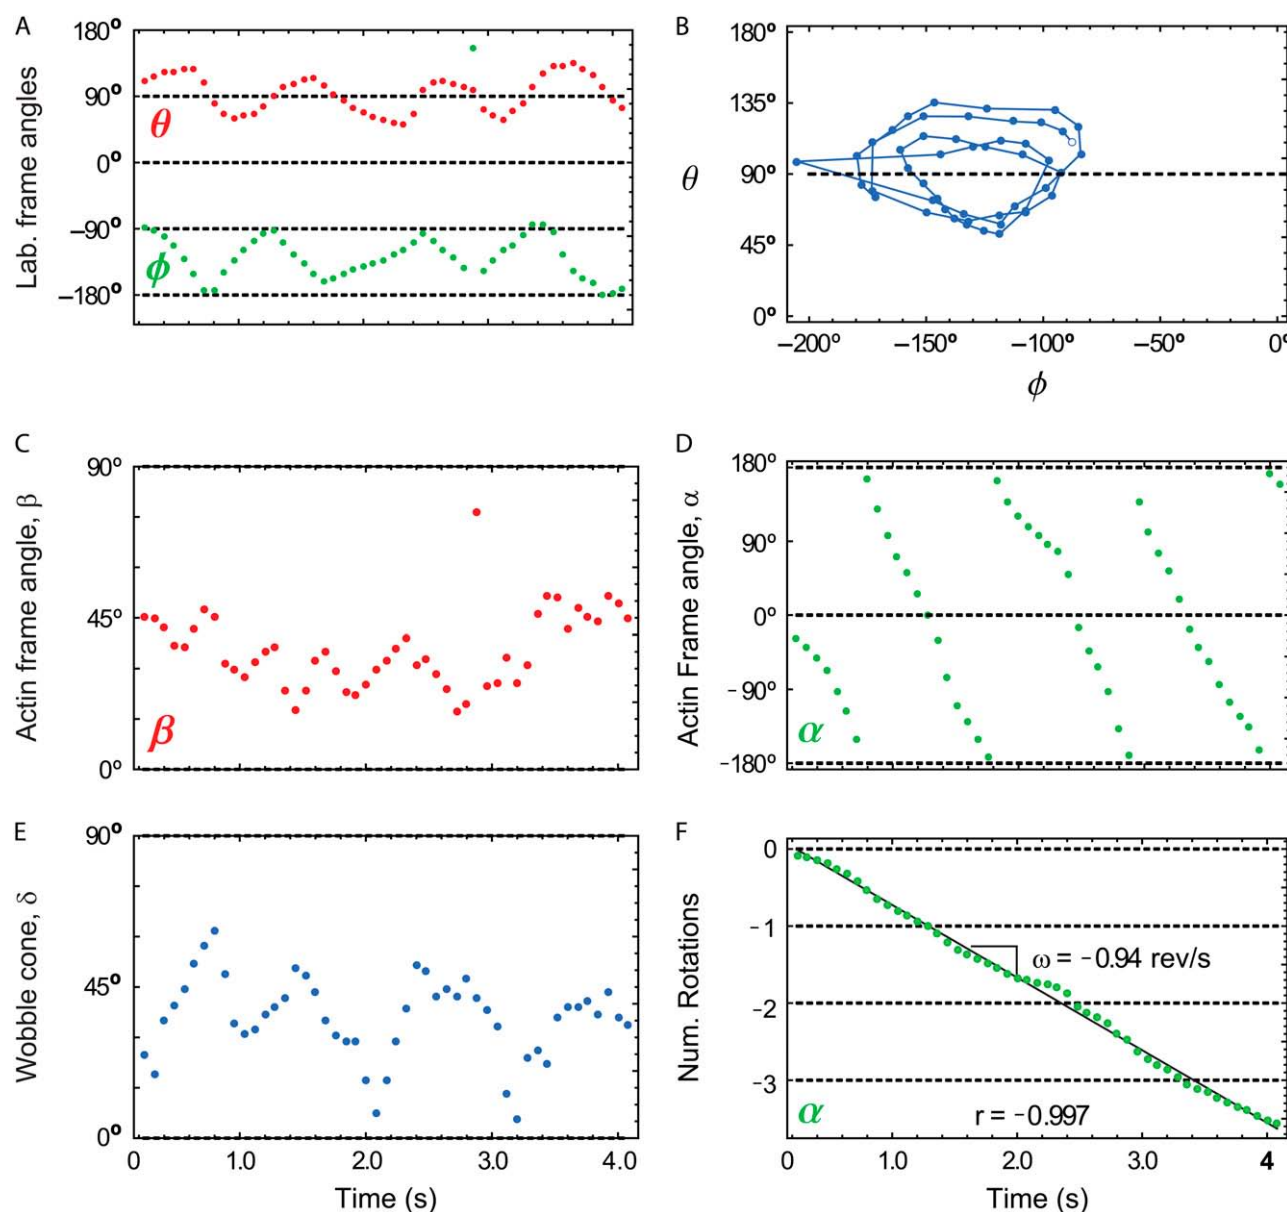 A
180°
90°
0°
–90°
–180°
Lab. frame angles
θ
ϕ
B
180°
135°
90°
45°
0°
θ
–200° –150° –100° –50° 0°
ϕ
C
90°
45°
0°
Actin frame angle, β
β
D
180°
90°
0°
-90°
-180°
Actin Frame angle, α
α
E
90°
45°
0°
Wobble cone, δ
0 1.0 2.0 3.0 4.0
Time (s)
F
0
-1
-2
-3
Num. Rotations
ω = -0.94 rev/s
r = -0.997
α
0 1.0 2.0 3.0 4
Time (s)